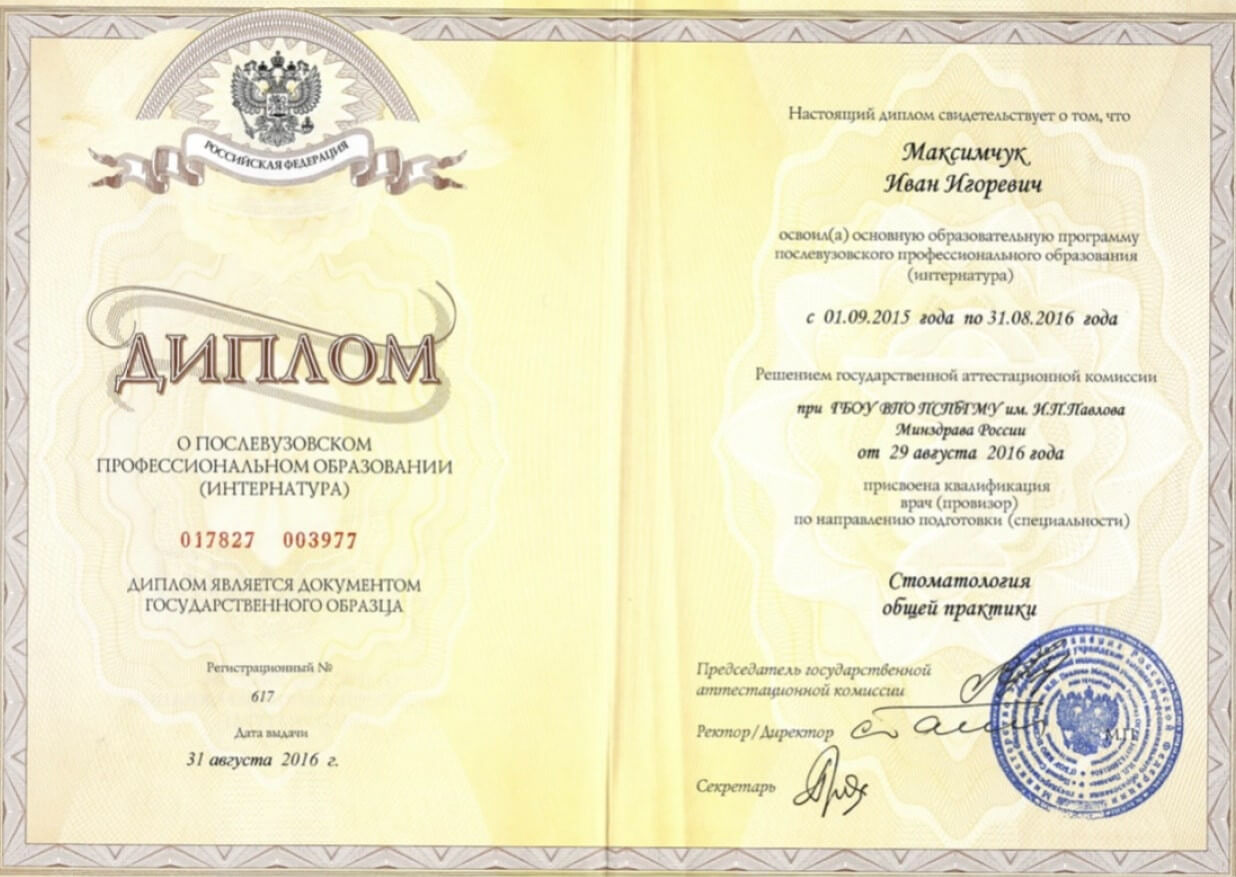 РОССИЙСКАЯ ФЕДЕРАЦИЯ
ДИПЛОМ
О ПОСЛЕВУЗОВСКОМ
ПРОФЕССИОНАЛЬНОМ ОБРАЗОВАНИИ
(ИНТЕРНАТУРА)
017827 003977
ДИПЛОМ ЯВЛЯЕТСЯ ДОКУМЕНТОМ
ГОСУДАРСТВЕННОГО ОБРАЗЦА
Регистрационный №
617
Дата выдачи
31 августа 2016 г.
Настоящий диплом свидетельствует о том, что
Максимчук
Иван Игоревич
освоил(а) основную образовательную программу
послевузовского профессионального образования
(интернатура)
с 01.09.2015 года по 31.08.2016 года
Решением государственной аттестационной комиссии
при ГБОУ ВПО ПСПбГМУ им. И.П.Павлова
Минздрава России
от 29 августа 2016 года
присвоена квалификация
врач (провизор)
по направлению подготовки (специальности)
Стоматология
общей практики
Председатель государственной
аттестационной комиссии
Ректор/Директор
М.П.
Секретарь